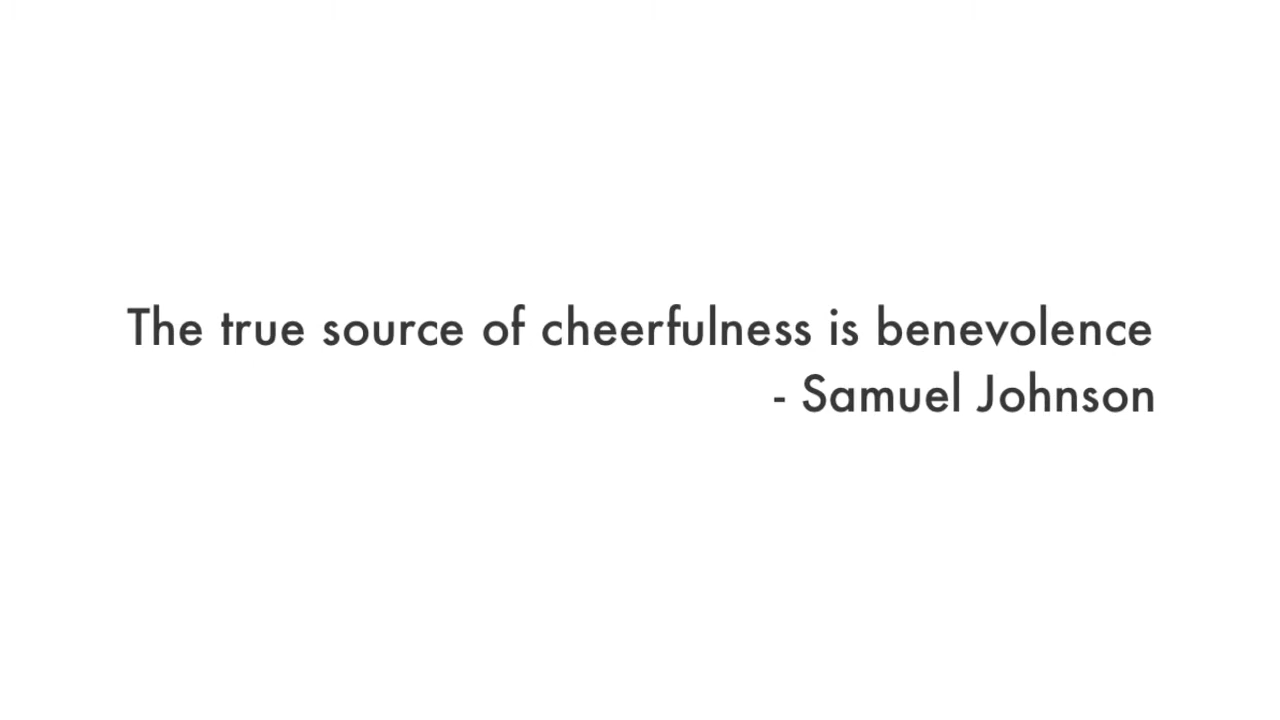 The true source of cheerfulness is benevolence
- Samuel Johnson